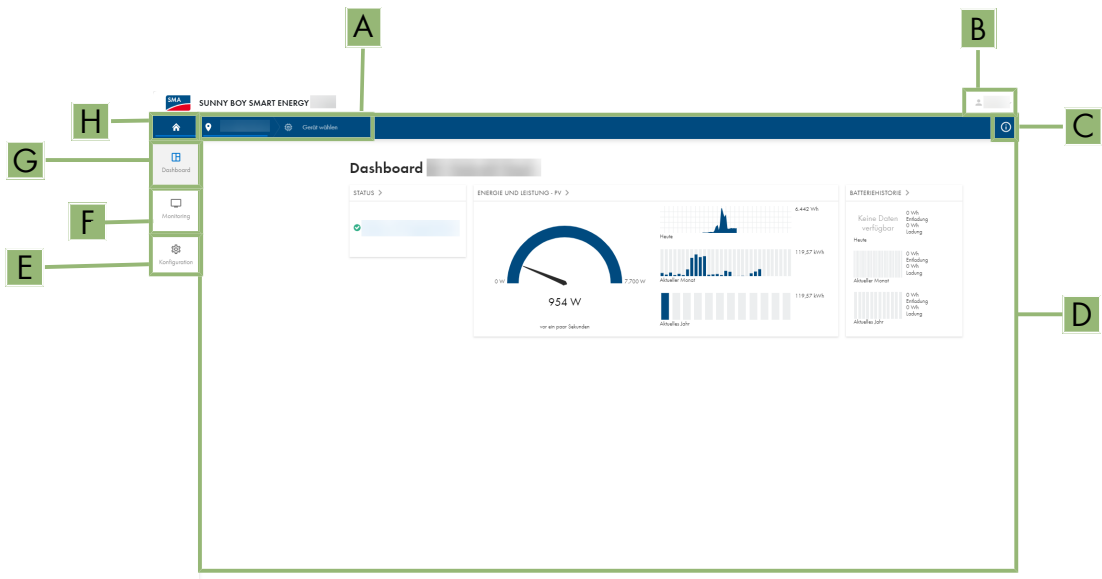 A
B
SMA
SUNNY BOY SMART ENERGY
H
Gerät wählen
C
G
Dashboard
Dashboard
STATUS >
ENERGIE UND LEISTUNG - PV >
BATTERIEHISTORIE >
F
Monitoring
6.442 Wh
Heute
Keine Daten
verfügbar
Heute
0 Wh
Entladung
0 Wh
Ladung
E
Konfiguration
0 W
7.700 W
954 W
vor ein paar Sekunden
119,57 kWh
Aktueller Monat
0 Wh
Entladung
0 Wh
Ladung
Aktueller Monat
119,57 kWh
Aktuelles Jahr
0 Wh
Entladung
0 Wh
Ladung
Aktuelles Jahr
D